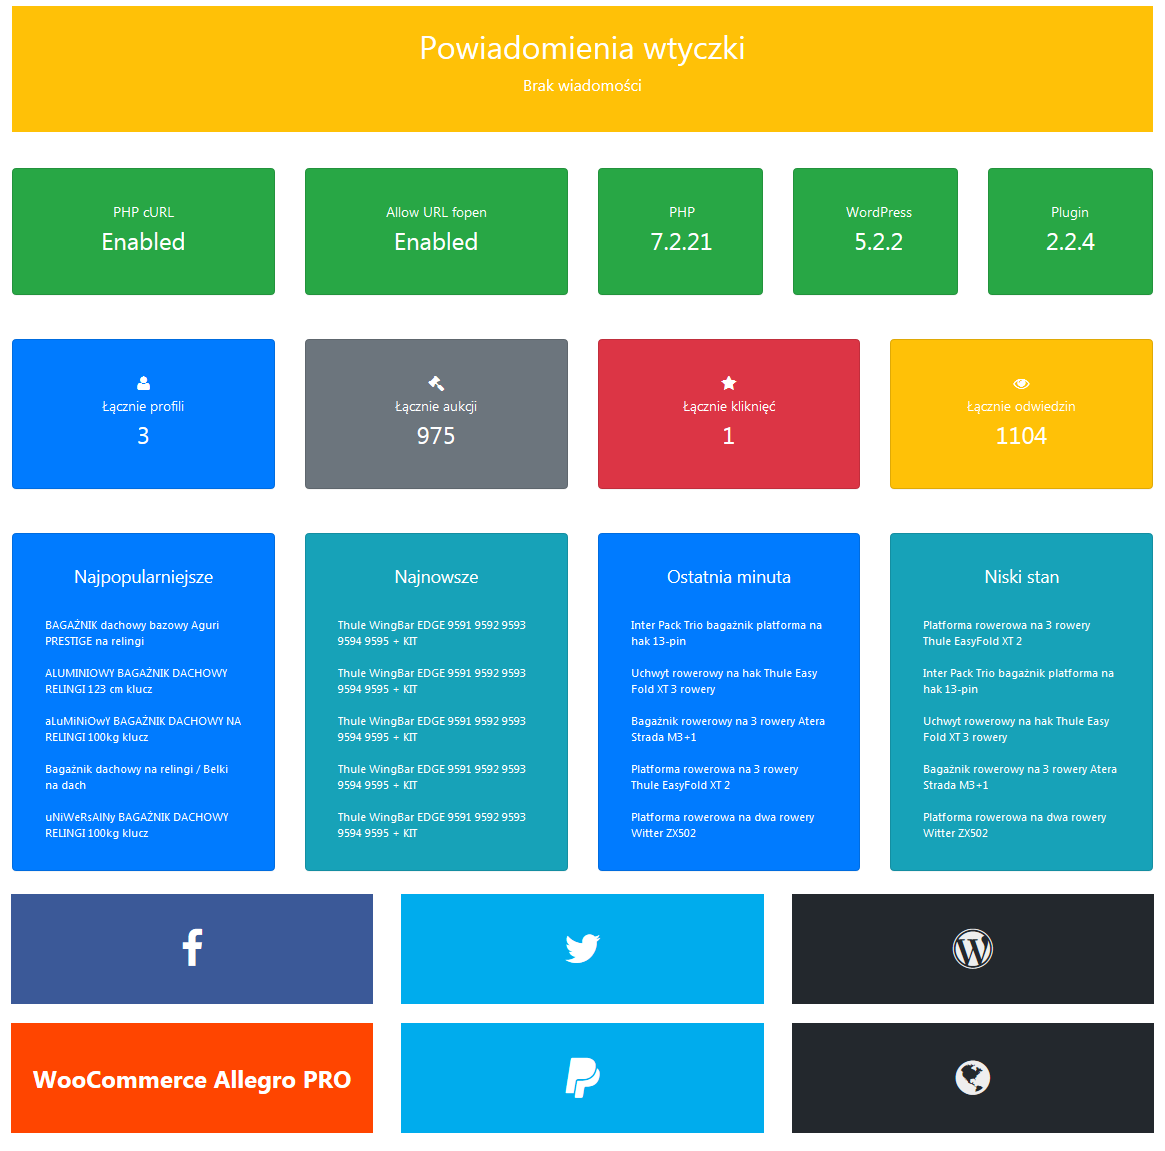 Powiadomienia wtyczki
Brak wiadomości
PHP cURL
Enabled
Allow URL fopen
Enabled
PHP
7.2.21
WordPress
5.2.2
Plugin
2.2.4
Łącznie profili
3
Łącznie aukcji
975
Łącznie kliknięć
1
Łącznie odwiedzin
1104
Najpopularniejsze
BAGAŻNIK dachowy bazowy Aguri
PRESTIGE na relingi
ALUMINIOWY BAGAŻNIK DACHOWY
RELINGI 123 cm klucz
aLuMiNiOwY BAGAŻNIK DACHOWY NA
RELINGI 100kg klucz
Bagażnik dachowy na relingi / Belki
na dach
uNiWeRsAlNy BAGAŻNIK DACHOWY
RELINGI 100kg klucz
Najnowsze
Thule WingBar EDGE 9591 9592 9593
9594 9595 + KIT
Thule WingBar EDGE 9591 9592 9593
9594 9595 + KIT
Thule WingBar EDGE 9591 9592 9593
9594 9595 + KIT
Thule WingBar EDGE 9591 9592 9593
9594 9595 + KIT
Thule WingBar EDGE 9591 9592 9593
9594 9595 + KIT
Ostatnia minuta
Inter Pack Trio bagażnik platforma na
hak 13-pin
Uchwyt rowerowy na hak Thule Easy
Fold XT 3 rowery
Bagażnik rowerowy na 3 rowery Atera
Strada M3+1
Platforma rowerowa na 3 rowery
Thule EasyFold XT 2
Platforma rowerowa na dwa rowery
Witter ZX502
Niski stan
Platforma rowerowa na 3 rowery
Thule EasyFold XT 2
Inter Pack Trio bagażnik platforma na
hak 13-pin
Uchwyt rowerowy na hak Thule Easy
Fold XT 3 rowery
Bagażnik rowerowy na 3 rowery Atera
Strada M3+1
Platforma rowerowa na dwa rowery
Witter ZX502
WooCommerce Allegro PRO